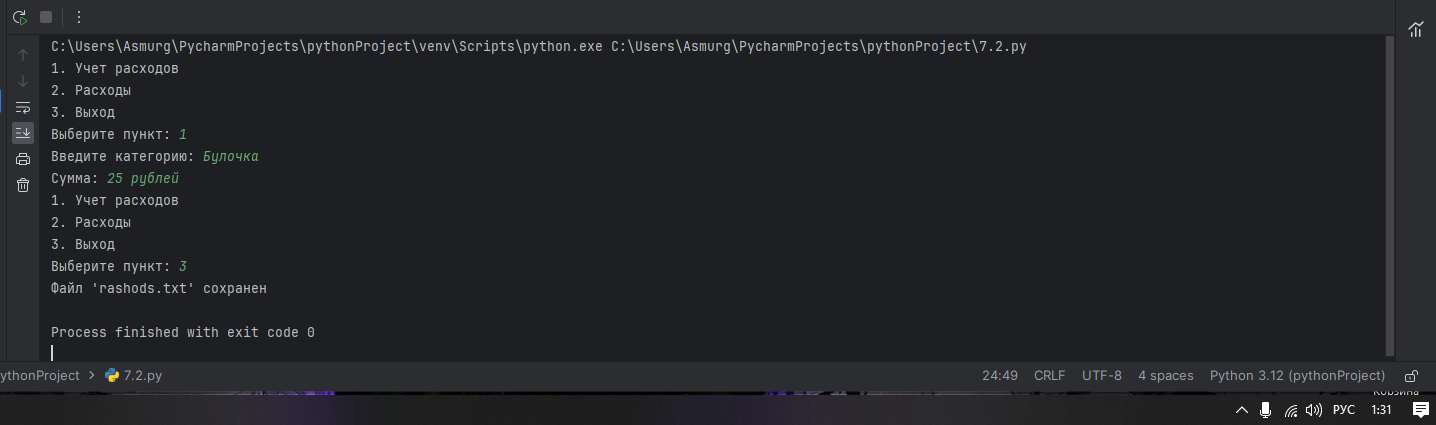 C:\Users\Asmurg\PycharmProjects\pythonProject\venv\Scripts\python.exe C:\Users\Asmurg\PycharmProjects\pythonProject\7.2.py
1. Учет расходов
2. Расходы
3. Выход
Выберите пункт: 1
Введите категорию: Булочка
Сумма: 25 рублей
1. Учет расходов
2. Расходы
3. Выход
Выберите пункт: 3
Файл 'rashods.txt' сохранен
Process finished with exit code 0
ythonProject > 7.2.py 24:49 CRLF UTF-8 4 spaces Python 3.12 (pythonProject)
Корзина
РУС 1:31